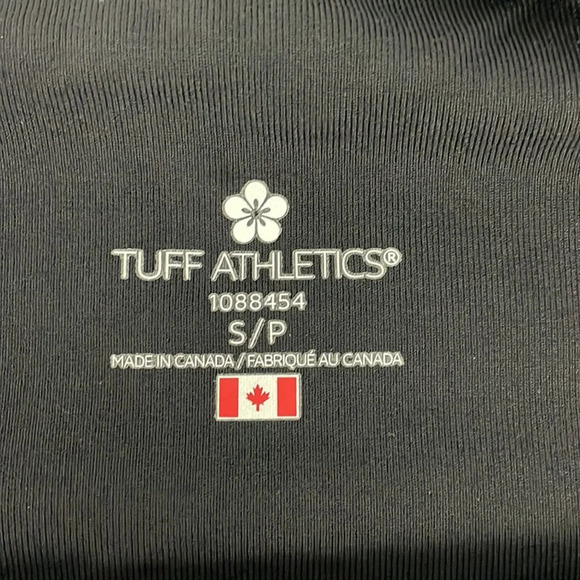 TUFF ATHLETICS®
1088454
S/P
MADE IN CANADA / FABRIQUÉ AU CANADA